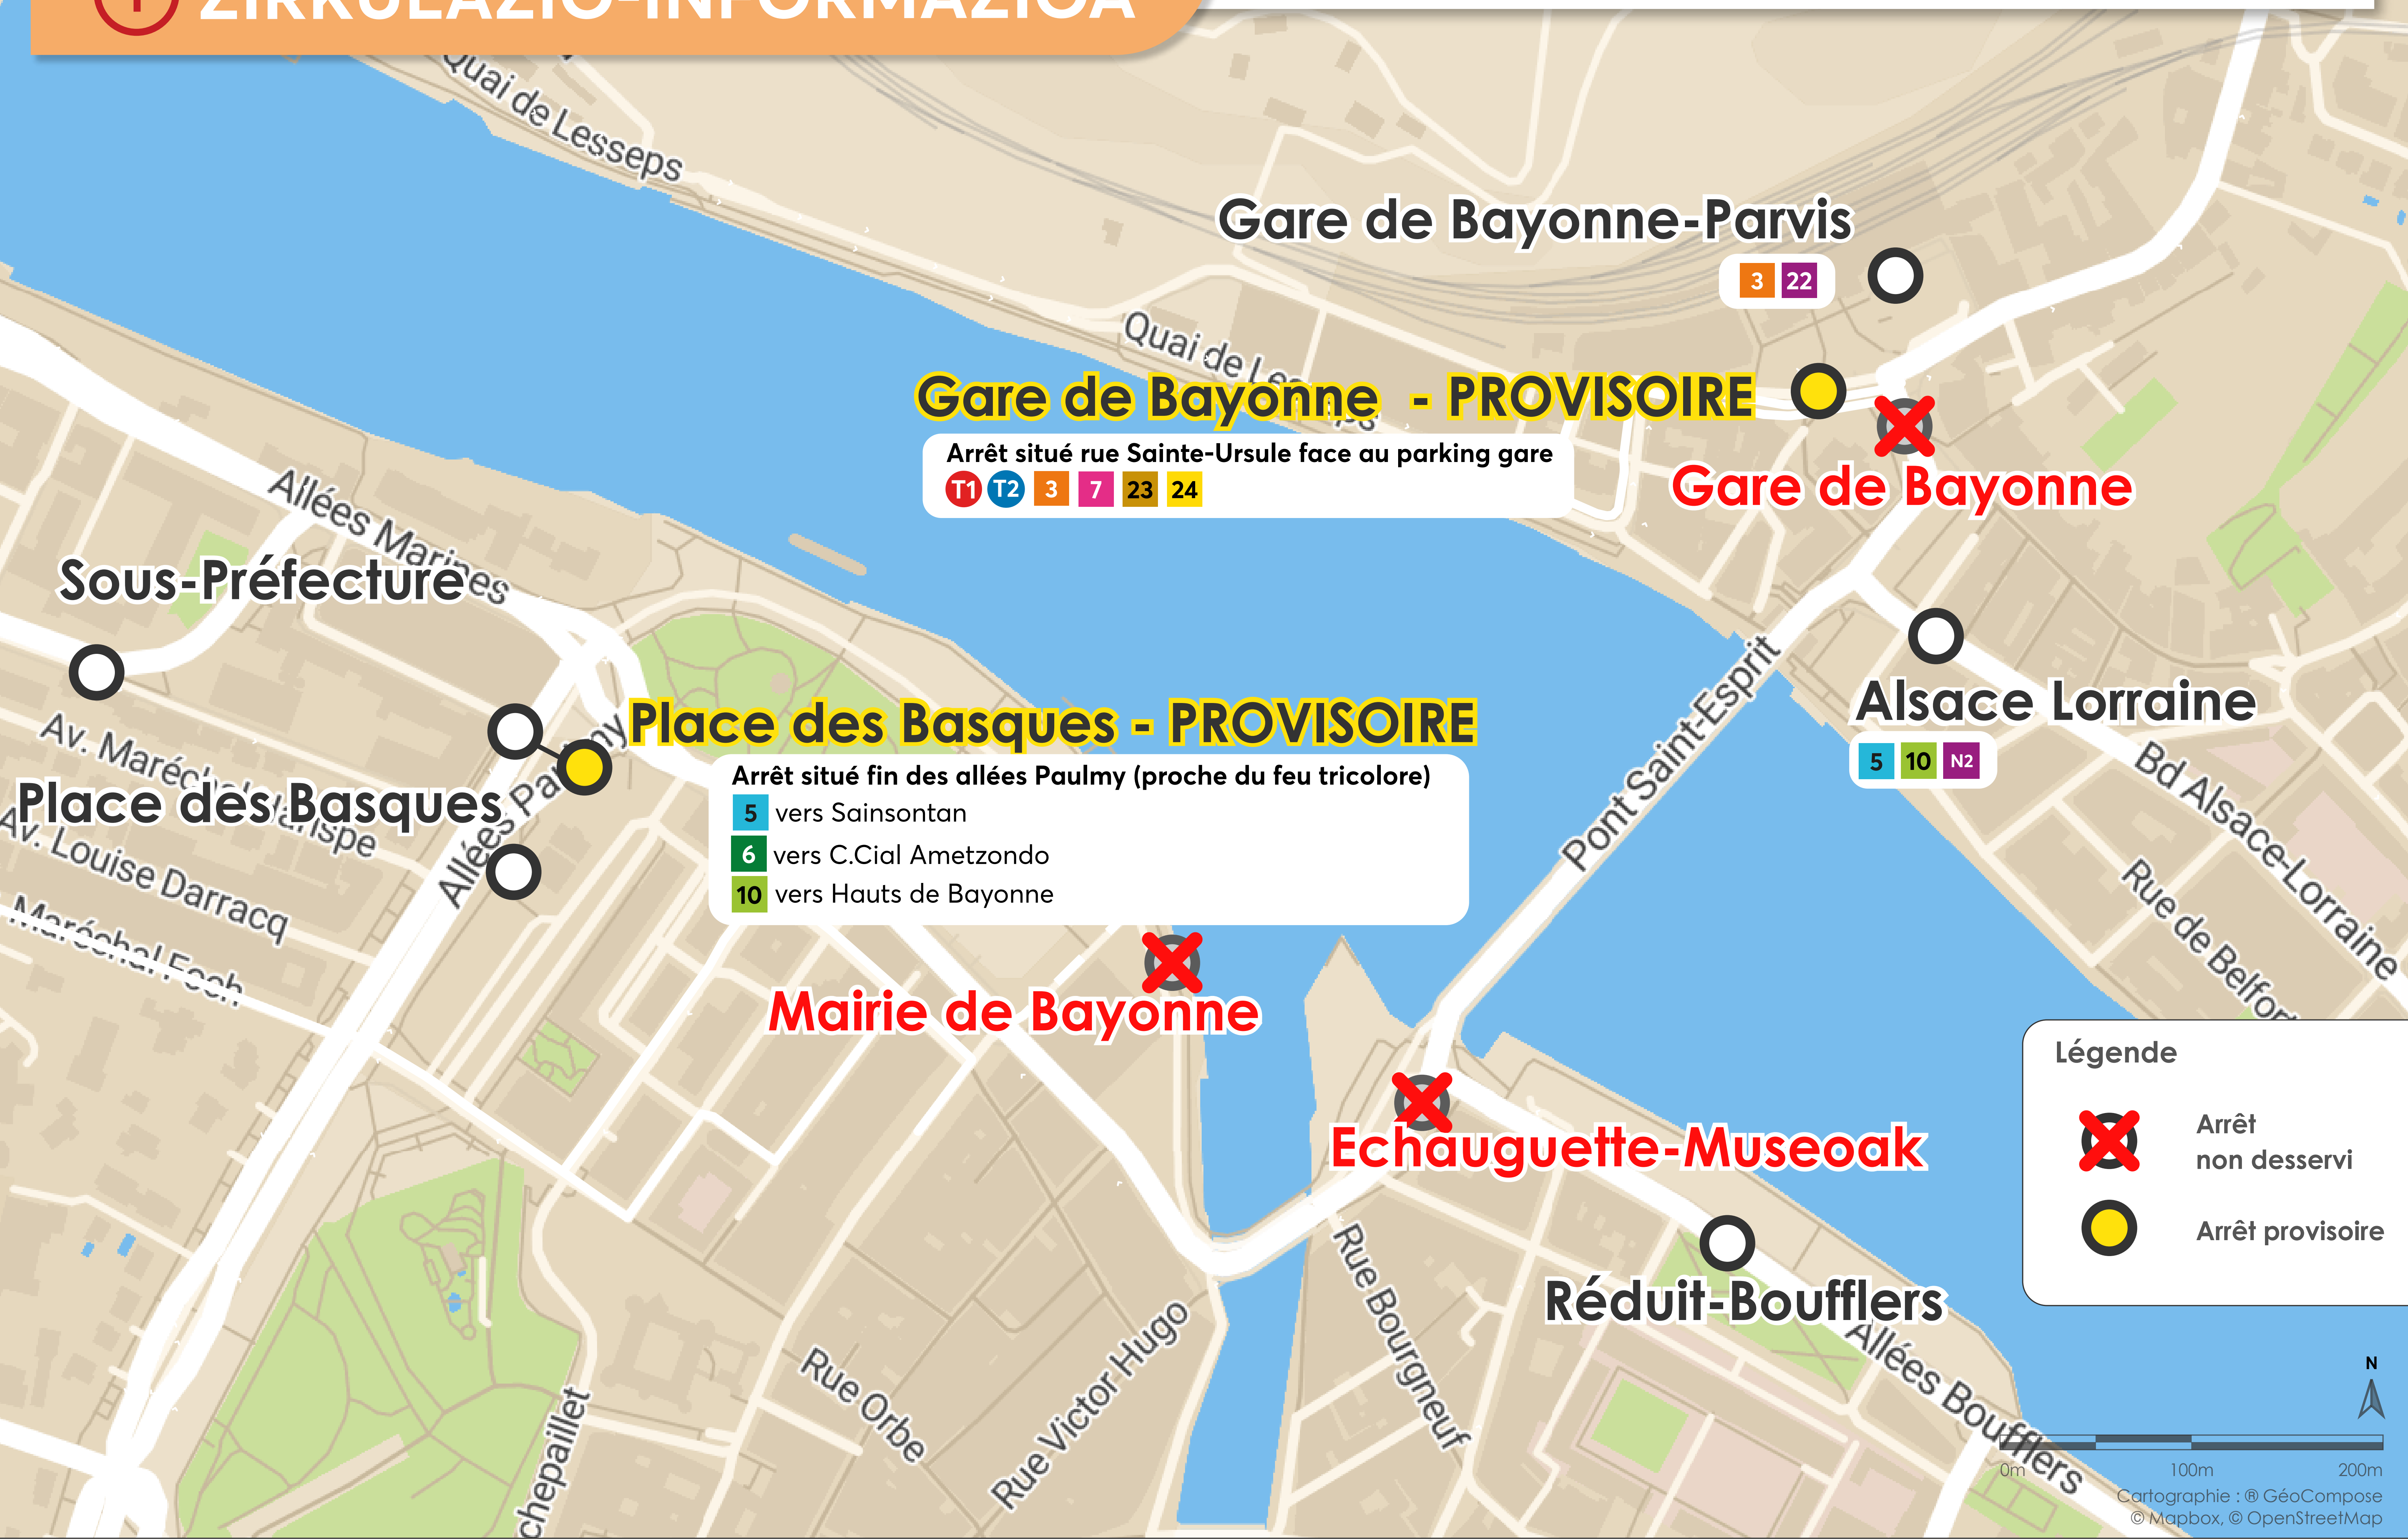 ZIRKULAZIO-INFORMAZIOA
Quai de Lesseps
Gare de Bayonne-Parvis
3 22
Quai de Lesseps
Gare de Bayonne - PROVISOIRE
Arrêt situé rue Sainte-Ursule face au parking gare
T1 T2 3 7 23 24
Gare de Bayonne
Allées Marines
Sous-Préfecture
Alsace Lorraine
5 10 N2
Pont Saint-Esprit
Bd Alsace-Lorraine
Rue de Belfort
Place des Basques - PROVISOIRE
Arrêt situé fin des allées Paulmy (proche du feu tricolore)
5 vers Sainsontan
6 vers C.Cial Ametzondo
10 vers Hauts de Bayonne
Place des Basques
Allées Paulmy
Av. Louise Darracq
Maréchal Foch
Mairie de Bayonne
Echauguette-Museoak
Réduit-Boufflers
Allées Boufflers
Rue Bourgneuf
Rue Victor Hugo
Rue Orbe
chepaillet
Légende
Arrêt
non desservi
Arrêt provisoire
N
0m 100m 200m
Cartographie : ® GéoCompose
© Mapbox, © OpenStreetMap